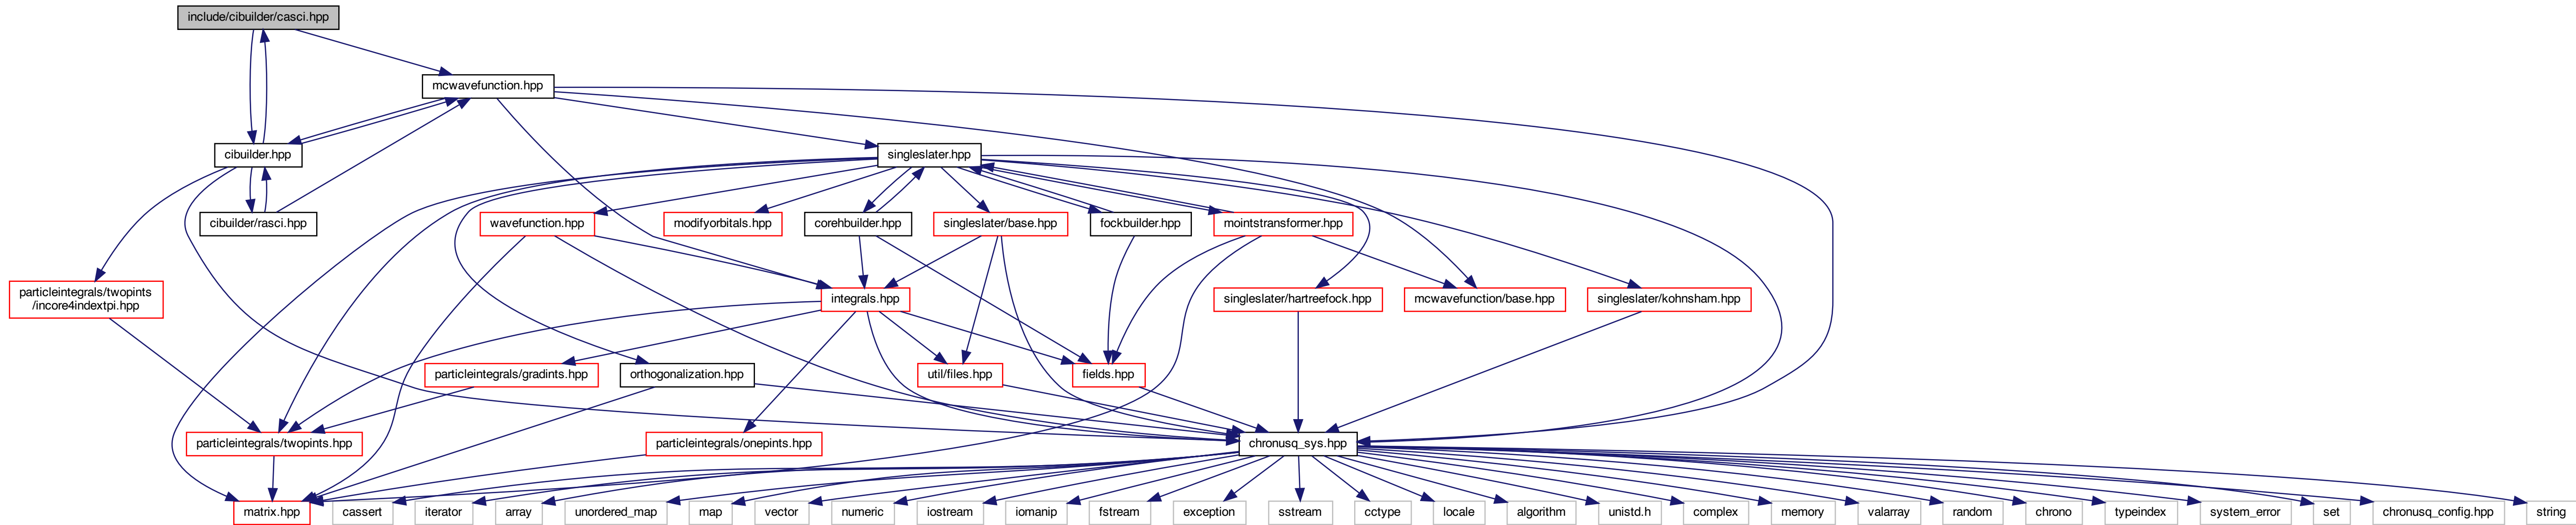 include/cibuilder/casci.hpp
mcwavefunction.hpp
cibuilder.hpp
singleslater.hpp
cibuilder/rasci.hpp
wavefunction.hpp
modifyorbitals.hpp
corehbuilder.hpp
singleslater/base.hpp
fockbuilder.hpp
mointstransformer.hpp
particleintegrals/twopints
/incore4indextpi.hpp
integrals.hpp
singleslater/hartreefock.hpp
mcwavefunction/base.hpp
singleslater/kohnsham.hpp
particleintegrals/gradints.hpp
orthogonalization.hpp
util/files.hpp
fields.hpp
particleintegrals/twopints.hpp
particleintegrals/onepints.hpp
chronusq_sys.hpp
matrix.hpp
cassert
iterator
array
unordered_map
map
vector
numeric
iostream
iomanip
fstream
exception
sstream
cctype
locale
algorithm
unistd.h
complex
memory
valarray
random
chrono
typeindex
system_error
set
chronusq_config.hpp
string